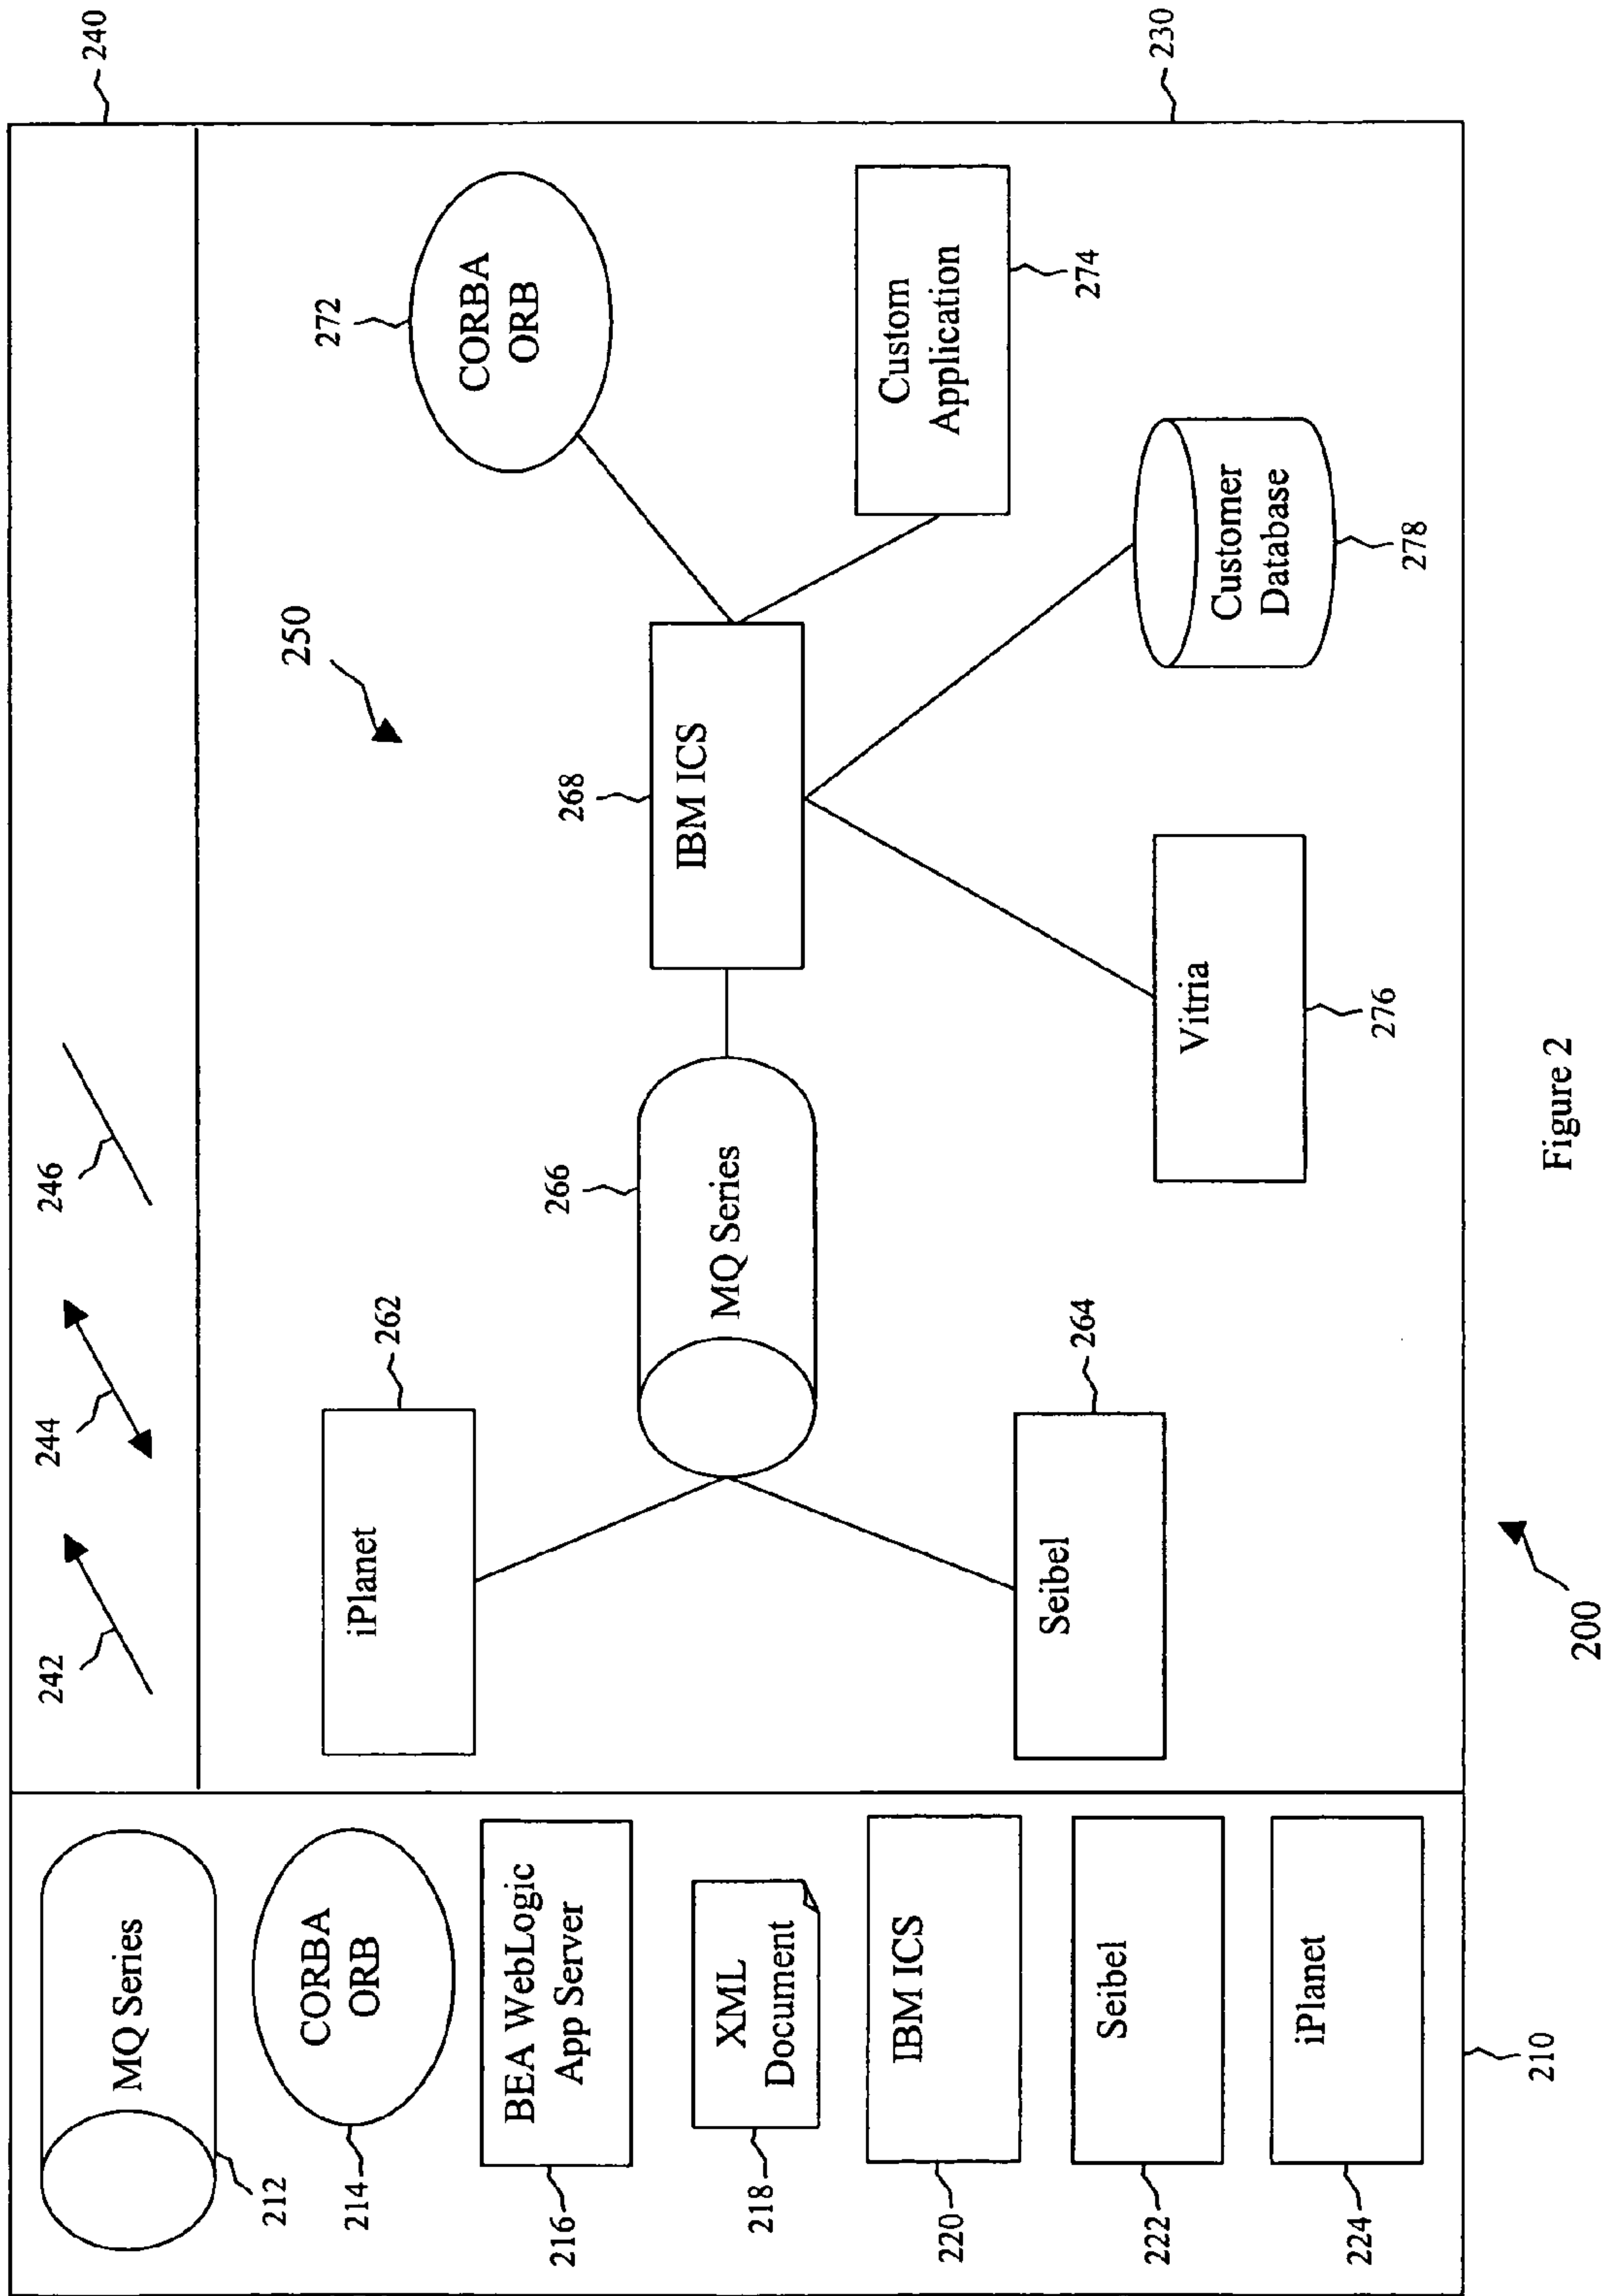 240
242
244
246
MQ Series
212
CORBA
ORB
214
BEA WebLogic
App Server
216
XML
Document
218
IBM ICS
220
Seibel
222
iPlanet
224
210
250
iPlanet
262
Seibel
264
MQ Series
266
IBM ICS
268
CORBA
ORB
272
Custom
Application
274
Vitria
276
Customer
Database
278
230
200
Figure 2